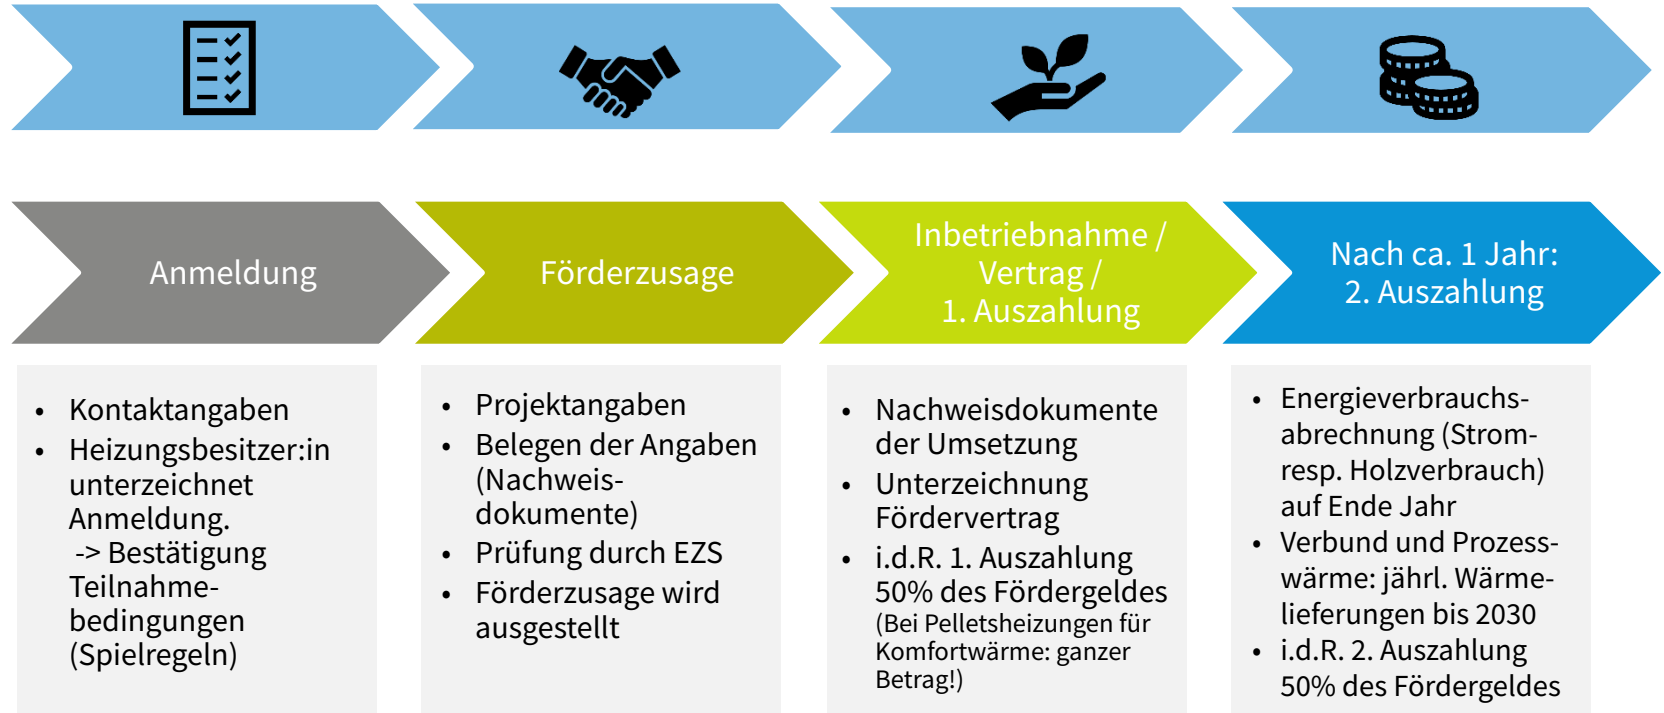 Anmeldung
Förderzusage
Inbetriebnahme /
Vertrag /
1. Auszahlung
Nach ca. 1 Jahr:
2. Auszahlung
• Kontaktangaben
• Heizungsbesitzer:in
unterzeichnet
Anmeldung.
-> Bestätigung
Teilnahme-
bedingungen
(Spielregeln)
• Projektangaben
• Belegen der Angaben
(Nachweis-
dokumente)
• Prüfung durch EZS
• Förderzusage wird
ausgestellt
• Nachweisdokumente
der Umsetzung
• Unterzeichnung
Fördervertrag
• i.d.R. 1. Auszahlung
50% des Fördergeldes
(Bei Pelletsheizungen für
Komfortwärme: ganzer
Betrag!)
• Energieverbrauchs-
abrechnung (Strom-
resp. Holzverbrauch)
auf Ende Jahr
• Verbund und Prozess-
wärme: jährl. Wärme-
lieferungen bis 2030
• i.d.R. 2. Auszahlung
50% des Fördergeldes